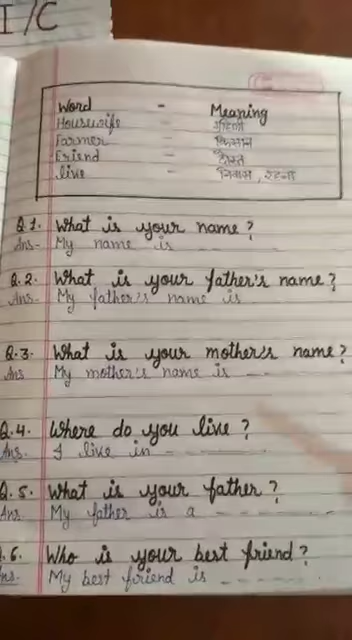 I/C
Word - Meaning
Housewife - गृहिणी
Farmer - किसान
Friend - दोस्त
live - निवास, रहना
Q.1. What is your name?
Ans- My name is _ _ _ _
Q.2. What is your father's name?
Ans- My father's name is
Q.3. What is your mother's name?
Ans My mother's name is _ _
Q.4. Where do you live?
Ans. I live in - - - - -
Q.5. What is your father?
Ans My father is a - - - - -
Q.6. Who is your best friend?
Ans. My best friend is _ _ _ _